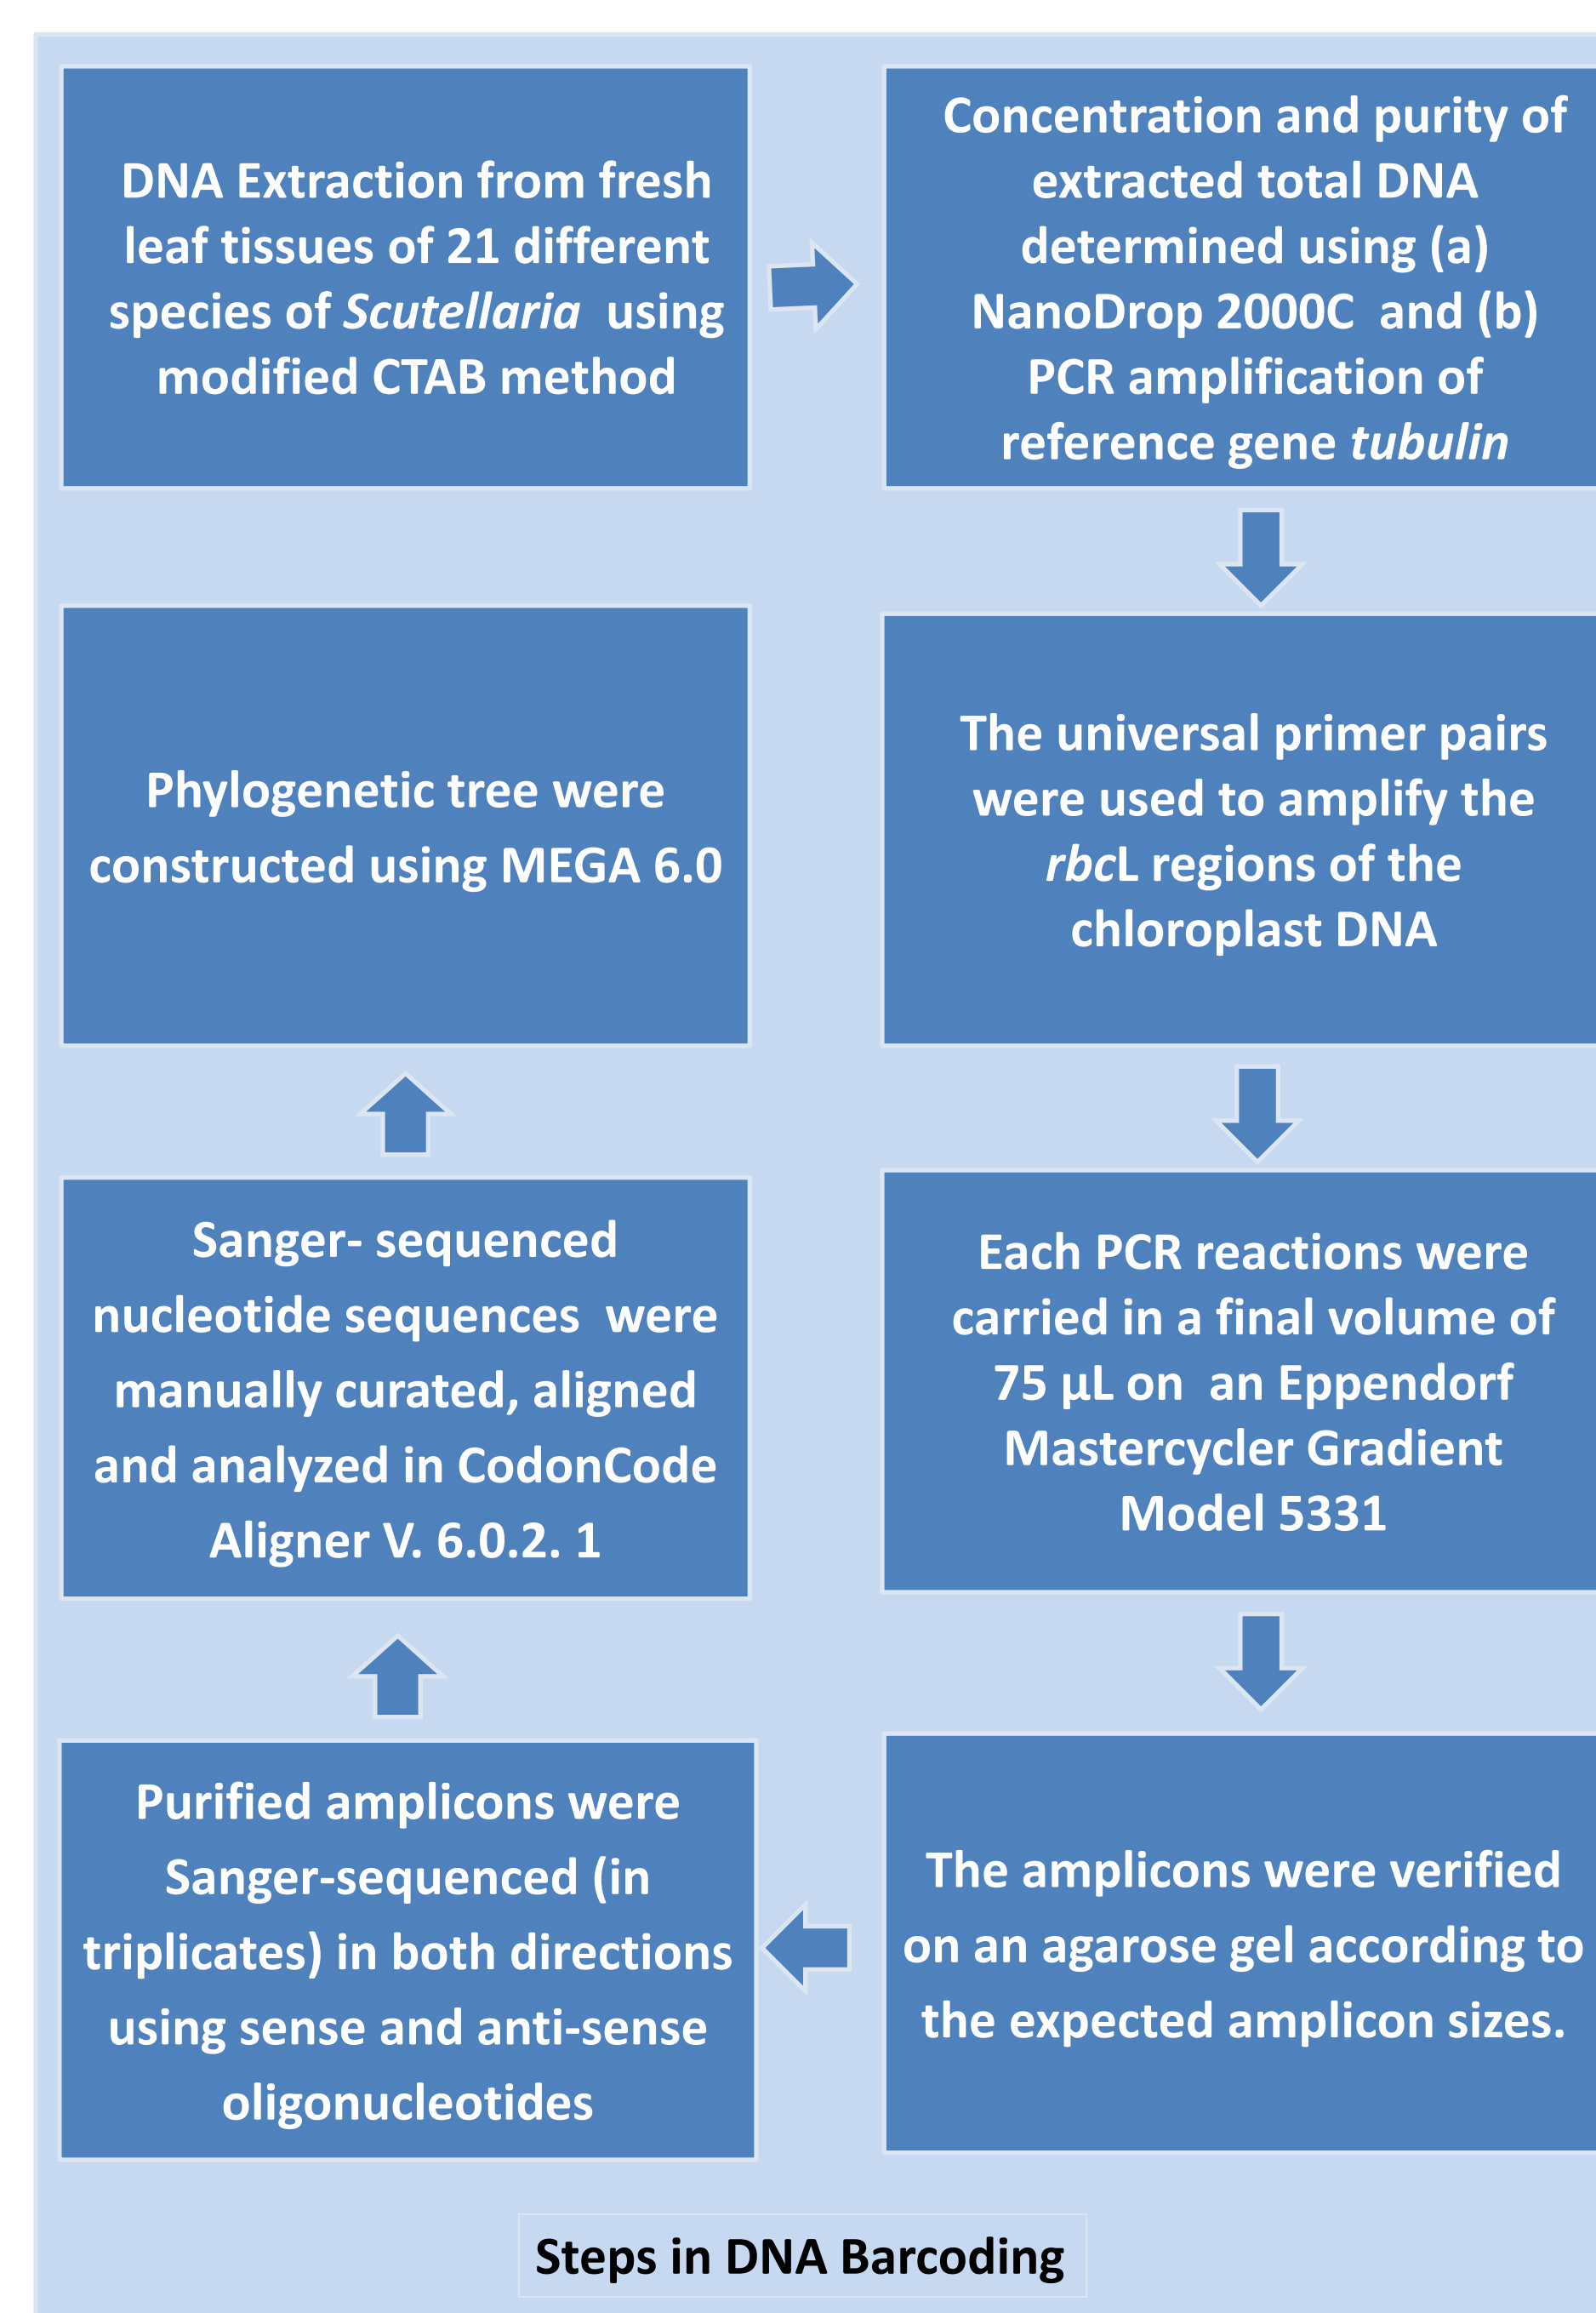 DNA Extraction from fresh
leaf tissues of 21 different
species of Scutellaria using
modified CTAB method
Concentration and purity of
extracted total DNA
determined using (a)
NanoDrop 2000C and (b)
PCR amplification of
reference gene tubulin
The universal primer pairs
were used to amplify the
rbcL regions of the
chloroplast DNA
Each PCR reactions were
carried in a final volume of
75 µL on an Eppendorf
Mastercycler Gradient
Model 5331
The amplicons were verified
on an agarose gel according to
the expected amplicon sizes.
Purified amplicons were
Sanger-sequenced (in
triplicates) in both directions
using sense and anti-sense
oligonucleotides
Sanger- sequenced
nucleotide sequences were
manually curated, aligned
and analyzed in CodonCode
Aligner V. 6.0.2. 1
Phylogenetic tree were
constructed using MEGA 6.0
Steps in DNA Barcoding